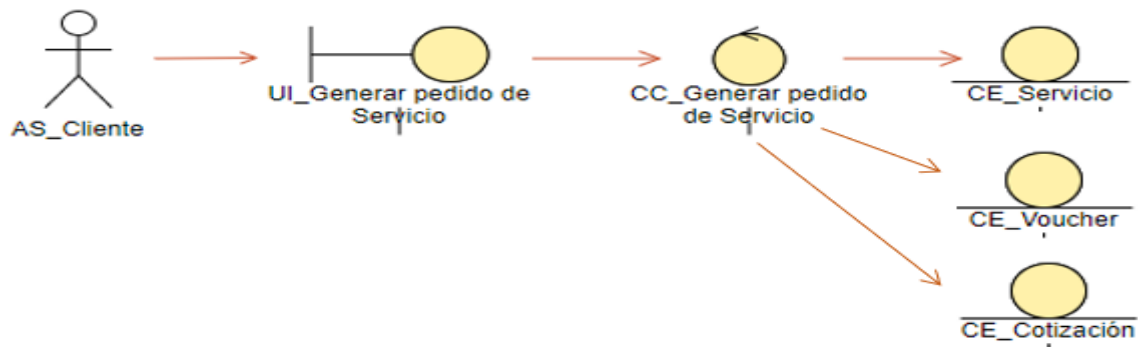 AS_Cliente
UI_Generar pedido de
Servicio
CC_Generar pedido
de Servicio
CE_Servicio
CE_Voucher
CE_Cotización